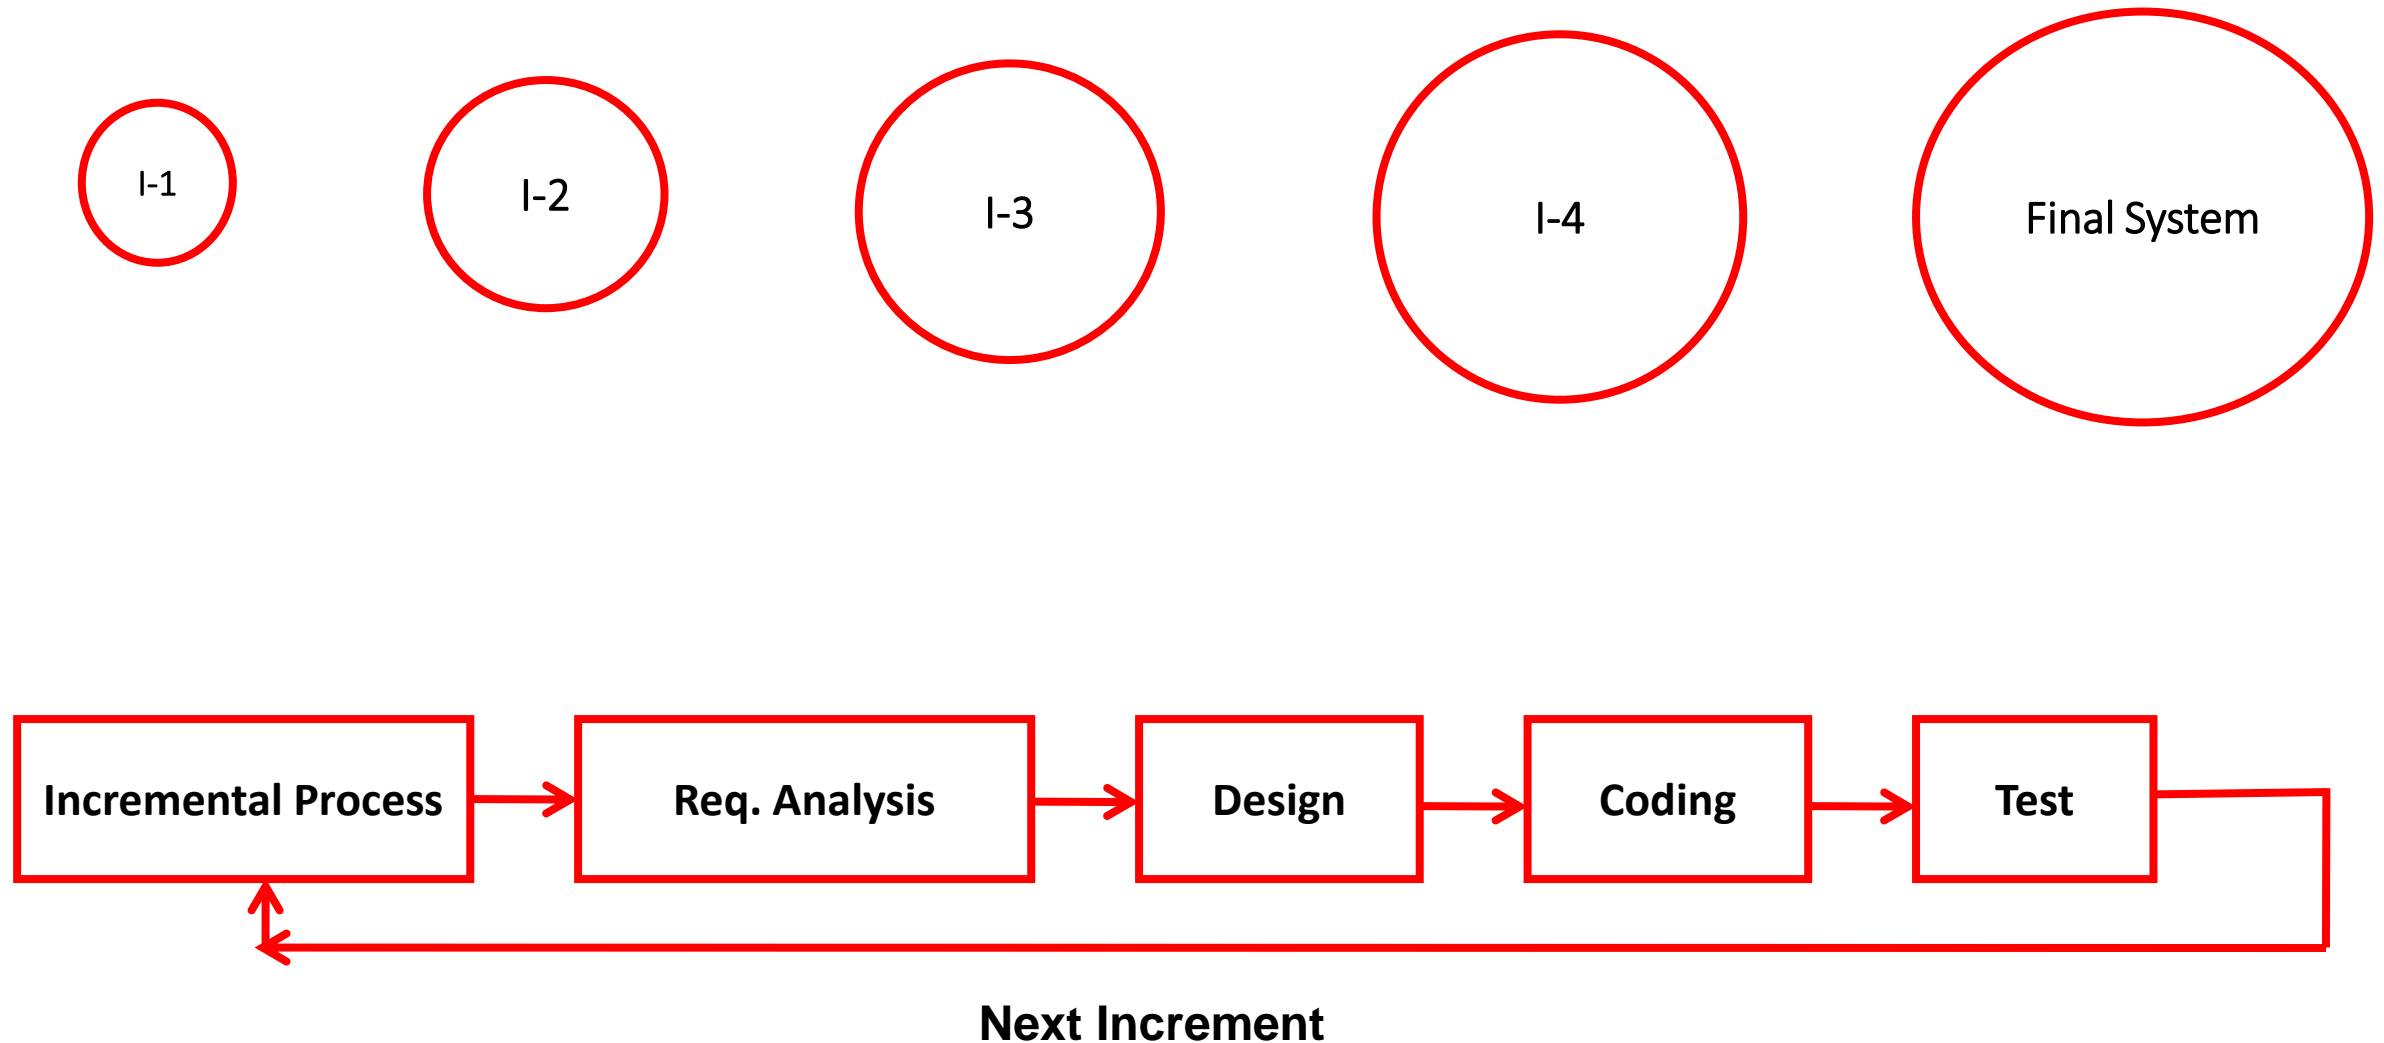 I-1
I-2
I-3
I-4
Final System
Incremental Process
Req. Analysis
Design
Coding
Test
Next Increment